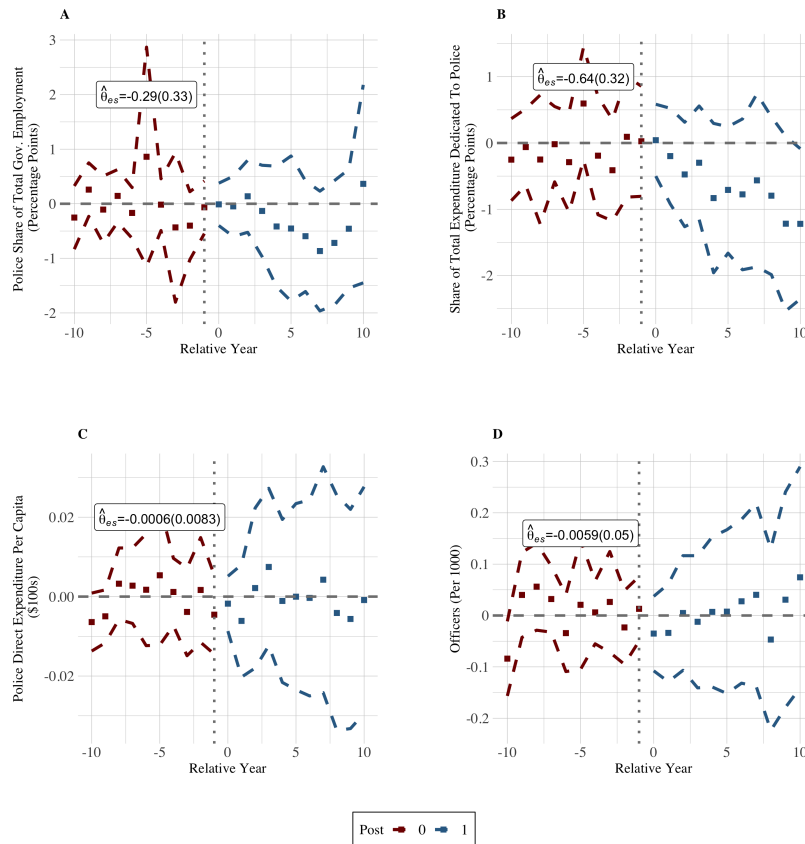 A
Police Share of Total Gov. Employment
(Percentage Points)
3
2
1
0
-1
-2
θ̂es=-0.29(0.33)
-10
-5
0
5
10
Relative Year
B
Share of Total Expenditure Dedicated To Police
(Percentage Points)
1
0
-1
-2
θ̂es=-0.64(0.32)
-10
-5
0
5
10
Relative Year
C
Police Direct Expenditure Per Capita
($100s)
0.02
0.00
-0.02
θ̂es=-0.0006(0.0083)
-10
-5
0
5
10
Relative Year
D
Officers (Per 1000)
0.3
0.2
0.1
0
-0.1
-0.2
θ̂es=-0.0059(0.05)
-10
-5
0
5
10
Relative Year
Post 0 1